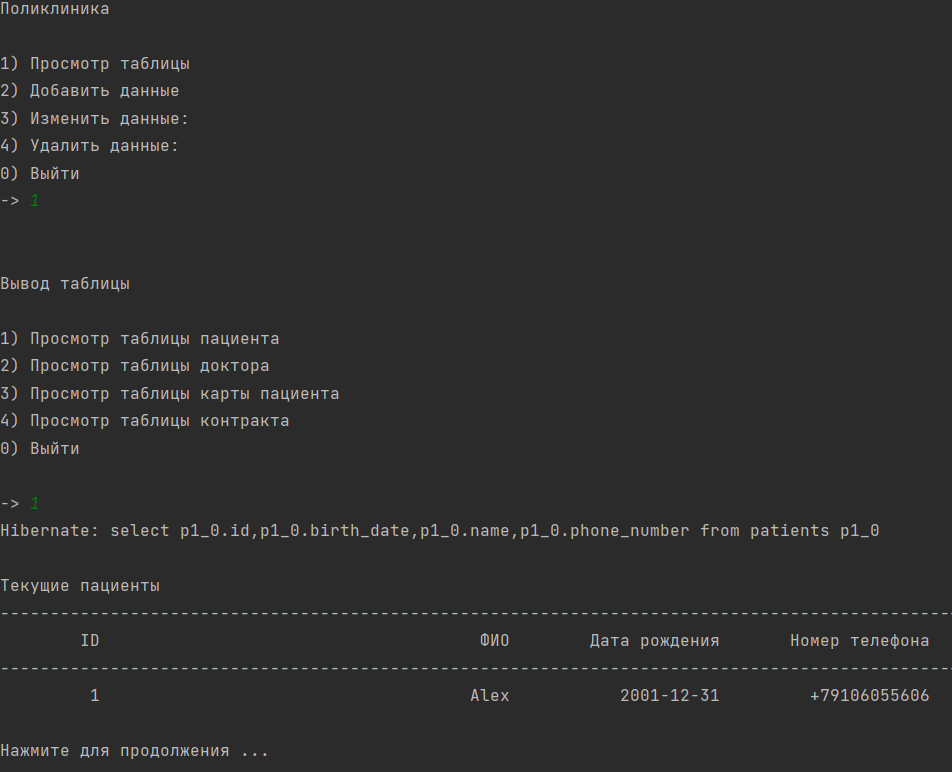 Поликлиника
1) Просмотр таблицы
2) Добавить данные
3) Изменить данные:
4) Удалить данные:
0) Выйти
-> 1
Вывод таблицы
1) Просмотр таблицы пациента
2) Просмотр таблицы доктора
3) Просмотр таблицы карты пациента
4) Просмотр таблицы контракта
0) Выйти
-> 1
Hibernate: select p1_0.id,p1_0.birth_date,p1_0.name,p1_0.phone_number from patients p1_0
Текущие пациенты
-----------------------------------------------------------------------------------------------
ID ФИО Дата рождения Номер телефона
-----------------------------------------------------------------------------------------------
1 Alex 2001-12-31 +79106055606
Нажмите для продолжения ...